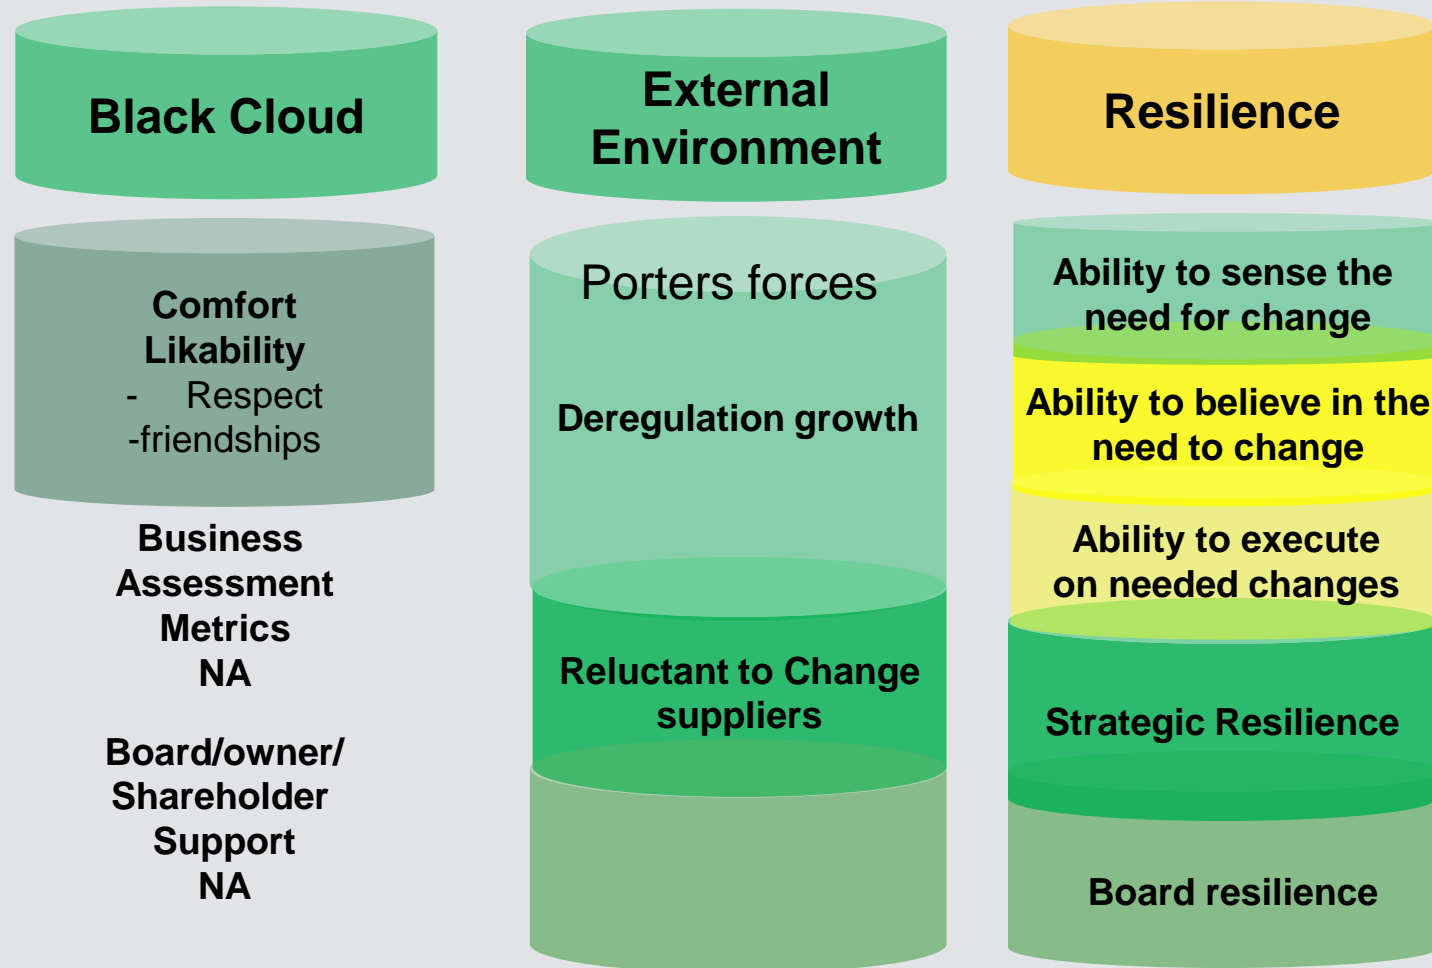 Black Cloud
Comfort
Likability
- Respect
-friendships
Business
Assessment
Metrics
NA
Board/owner/
Shareholder
Support
NA
External
Environment
Porters forces
Deregulation growth
Reluctant to Change
suppliers
Resilience
Ability to sense the
need for change
Ability to believe in the
need to change
Ability to execute
on needed changes
Strategic Resilience
Board resilience